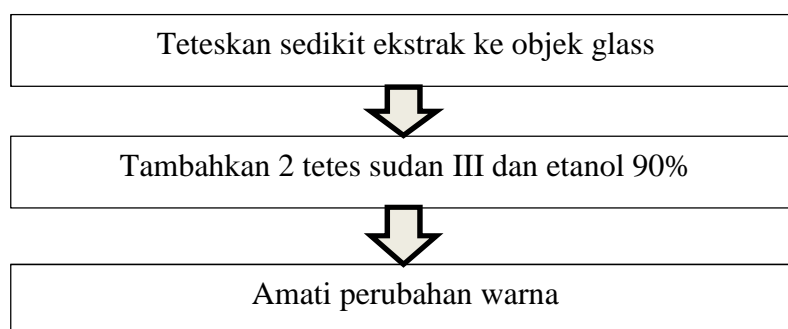 Teteskan sedikit ekstrak ke objek glass
Tambahkan 2 tetes sudan III dan etanol 90%
Amati perubahan warna